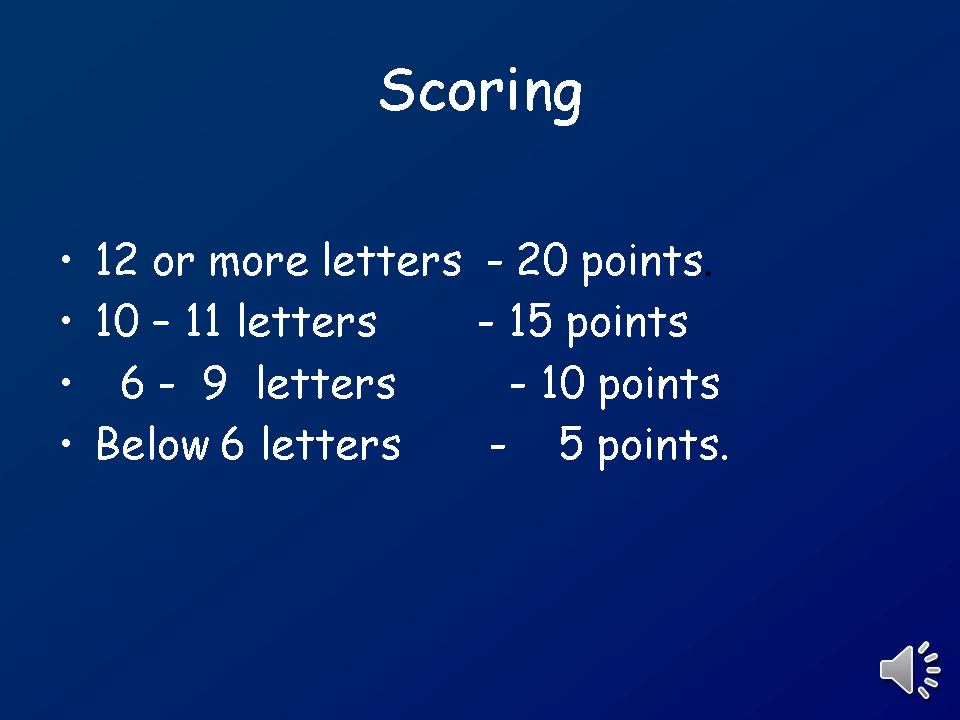 Scoring
• 12 or more letters - 20 points.
• 10 – 11 letters - 15 points
• 6 - 9 letters - 10 points
• Below 6 letters - 5 points.